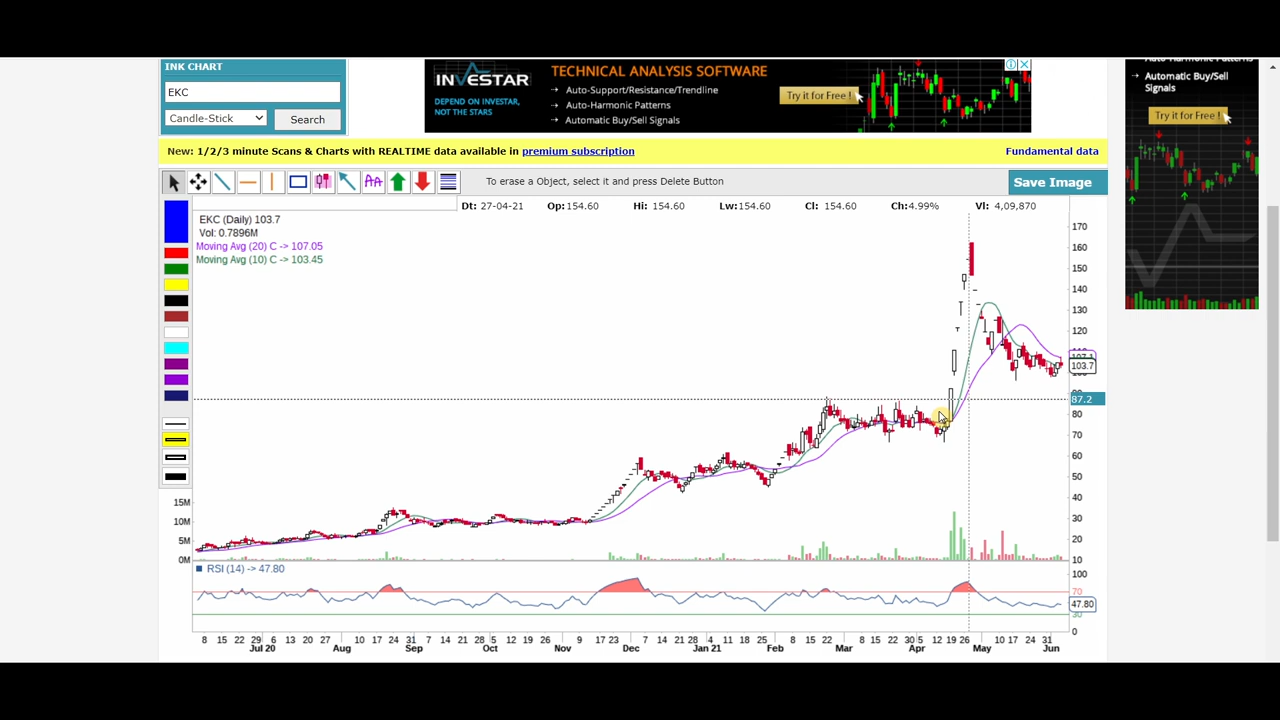 INK CHART
EKC
Candle-Stick
Search
INVESTAR
DEPEND ON INVESTAR,
NOT THE STARS
TECHNICAL ANALYSIS SOFTWARE
→ Auto-Support/Resistance/Trendline
→ Auto-Harmonic Patterns
→ Automatic Buy/Sell Signals
Try it for Free !
→ Automatic Buy/Sell
Signals
Try it for Free !
New: 1/2/3 minute Scans & Charts with REALTIME data available in premium subscription
Fundamental data
To erase a Object, select it and press Delete Button
Save Image
Dt: 27-04-21 Op: 154.60 Hi: 154.60 Lw:154.60 Cl: 154.60 Ch:4.99% Vl: 4,09,870
EKC (Daily) 103.7
Vol: 0.7896M
Moving Avg (20) C -> 107.05
Moving Avg (10) C -> 103.45
170
160
150
140
130
120
103.7
87.2
80
70
60
50
40
30
20
10
15M
10M
5M
0M
RSI (14) -> 47.80
100
70
47.80
30
0
8 15 22 29 6 13 20 27 10 17 24 31 7 14 21 28 5 12 19 26 9 17 23 7 14 21 28 4 11 18 25 8 15 22 8 15 22 30 5 12 19 26 10 17 24 31
Jul 20 Aug Sep Oct Nov Dec Jan 21 Feb Mar Apr May Jun